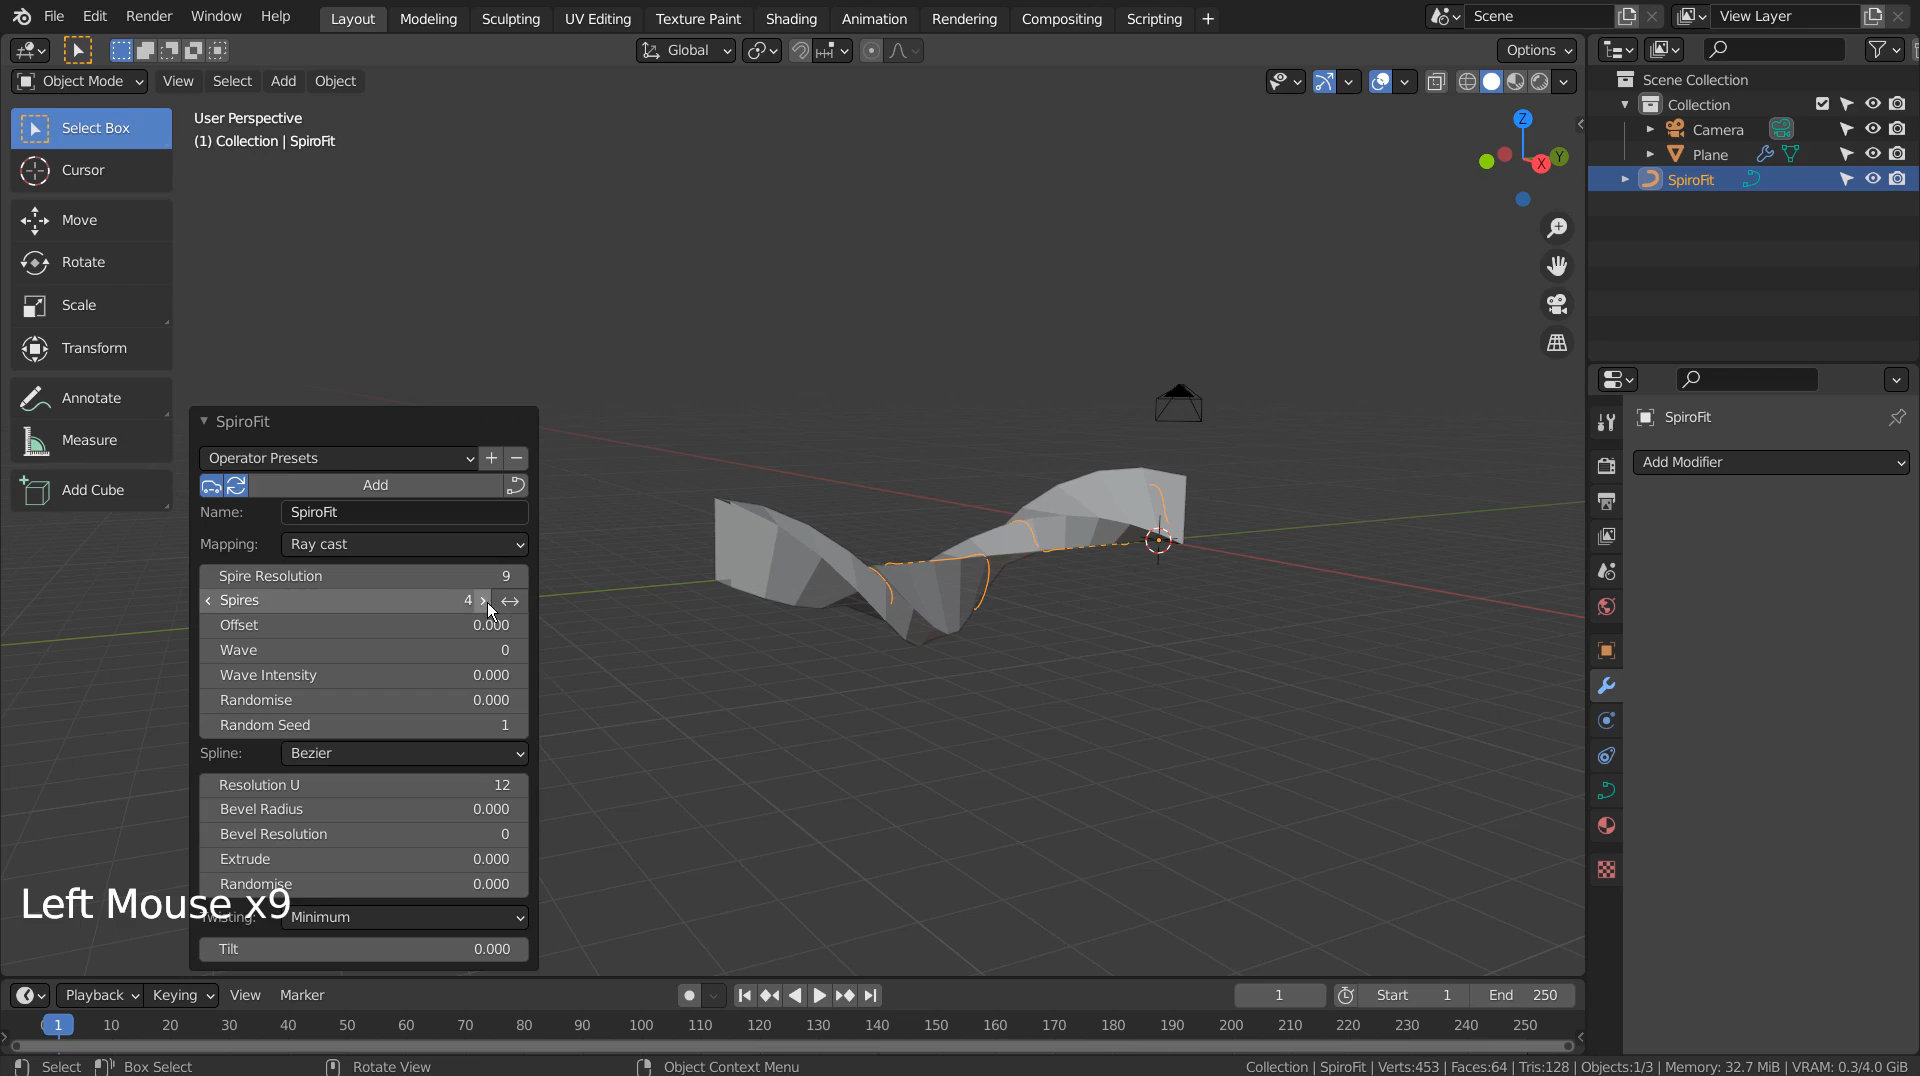 File Edit Render Window Help Layout Modeling Sculpting UV Editing Texture Paint Shading Animation Rendering Compositing Scripting + Scene View Layer
Global Options
Object Mode View Select Add Object
User Perspective
(1) Collection | SpiroFit
Select Box
Cursor
Move
Rotate
Scale
Transform
Annotate
Measure
Add Cube
Z
X
Y
SpiroFit
Operator Presets
Add
Name: SpiroFit
Mapping: Ray cast
Spire Resolution 9
Spires 4
Offset 0.000
Wave 0
Wave Intensity 0.000
Randomise 0.000
Random Seed 1
Spline: Bezier
Resolution U 12
Bevel Radius 0.000
Bevel Resolution 0
Extrude 0.000
Randomise 0.000
Twisting: Minimum
Tilt 0.000
Left Mouse x9
Scene Collection
Collection
Camera
Plane
SpiroFit
SpiroFit
Add Modifier
Playback Keying View Marker 1 Start 1 End 250
0 1 10 20 30 40 50 60 70 80 90 100 110 120 130 140 150 160 170 180 190 200 210 220 230 240 250
Select Box Select Rotate View Object Context Menu Collection | SpiroFit | Verts:453 | Faces:64 | Tris:128 | Objects:1/3 | Memory: 32.7 MiB | VRAM: 0.3/4.0 GiB